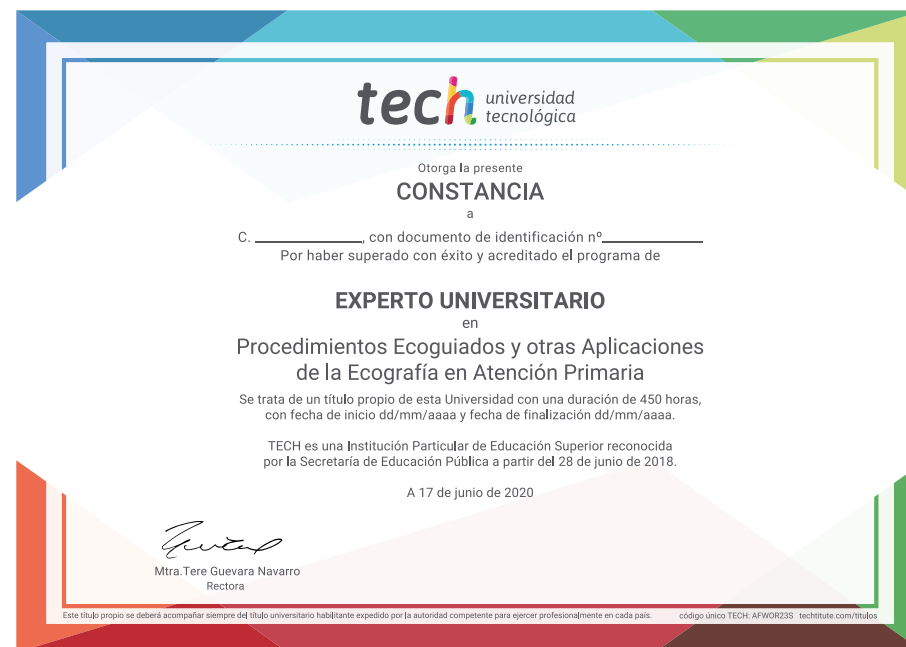 tech universidad
tecnológica
Otorga la presente
CONSTANCIA
a
C. ____________, con documento de identificación nº____________
Por haber superado con éxito y acreditado el programa de
EXPERTO UNIVERSITARIO
en
Procedimientos Ecoguiados y otras Aplicaciones
de la Ecografía en Atención Primaria
Se trata de un título propio de esta Universidad con una duración de 450 horas,
con fecha de inicio dd/mm/aaaa y fecha de finalización dd/mm/aaaa.
TECH es una Institución Particular de Educación Superior reconocida
por la Secretaría de Educación Pública a partir del 28 de junio de 2018.
A 17 de junio de 2020
Mtra.Tere Guevara Navarro
Rectora
Este título propio se deberá acompañar siempre del título universitario habilitante expedido por la autoridad competente para ejercer profesionalmente en cada país. código único TECH: AFWOR23S techtitute.com/titulos